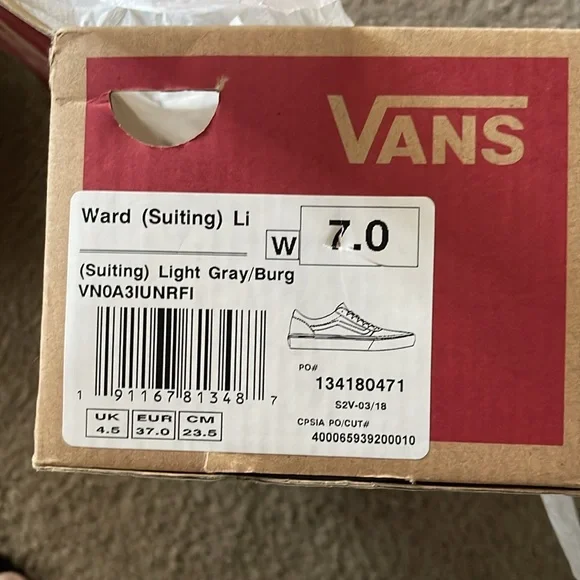 VANS
Ward (Suiting) Li
W 7.0
(Suiting) Light Gray/Burg
VN0A3IUNRFI
PO#
134180471
S2V-03/18
1 91167 81348 7
CPSIA PO/CUT#
400065939200010
UK EUR CM
4.5 37.0 23.5